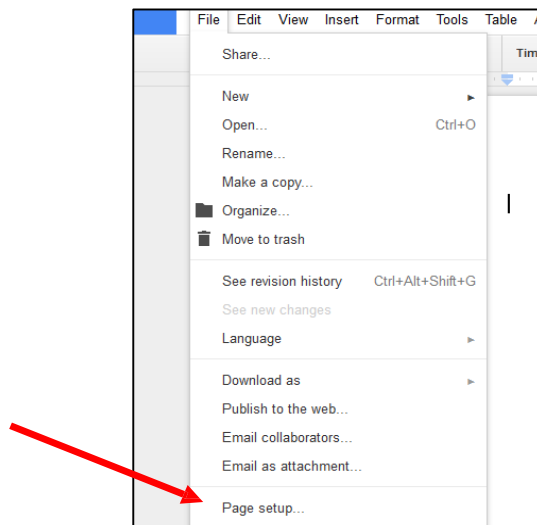 File Edit View Insert Format Tools Table
Share...
Tim
New
Open... Ctrl+O
Rename...
Make a copy...
Organize...
Move to trash
See revision history Ctrl+Alt+Shift+G
See new changes
Language
Download as
Publish to the web...
Email collaborators...
Email as attachment...
Page setup...